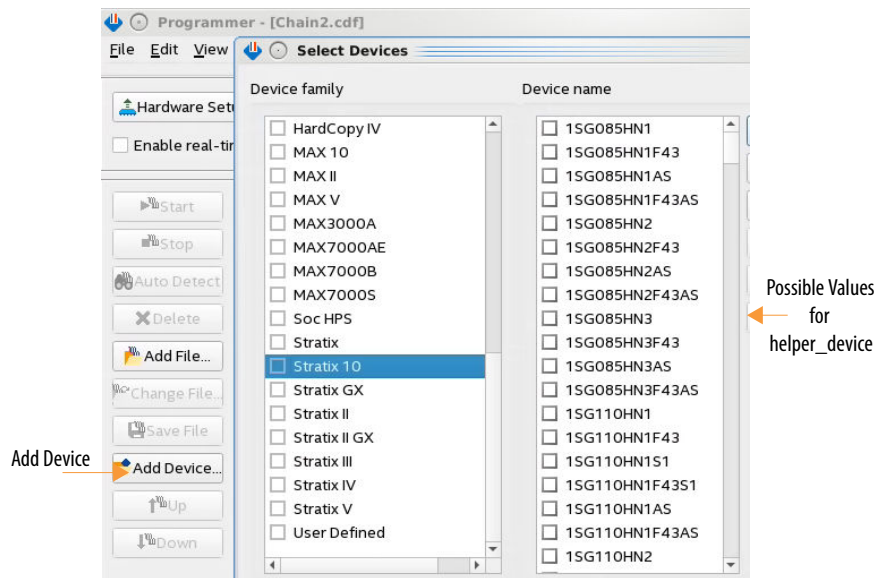 Programmer - [Chain2.cdf]
File Edit View
Select Devices
Device family
Device name
Hardware Setu
Enable real-tin
Start
Stop
Auto Detect
Delete
Add File...
Change File...
Save File
Add Device...
Up
Down
HardCopy IV
MAX 10
MAX II
MAX V
MAX3000A
MAX7000AE
MAX7000B
MAX7000S
Soc HPS
Stratix
Stratix 10
Stratix GX
Stratix II
Stratix II GX
Stratix III
Stratix IV
Stratix V
User Defined
1SG085HN1
1SG085HN1F43
1SG085HN1AS
1SG085HN1F43AS
1SG085HN2
1SG085HN2F43
1SG085HN2AS
1SG085HN2F43AS
1SG085HN3
1SG085HN3F43
1SG085HN3AS
1SG085HN3F43AS
1SG110HN1
1SG110HN1F43
1SG110HN1S1
1SG110HN1F43S1
1SG110HN1AS
1SG110HN1F43AS
1SG110HN2
Add Device
Possible Values
for
helper_device